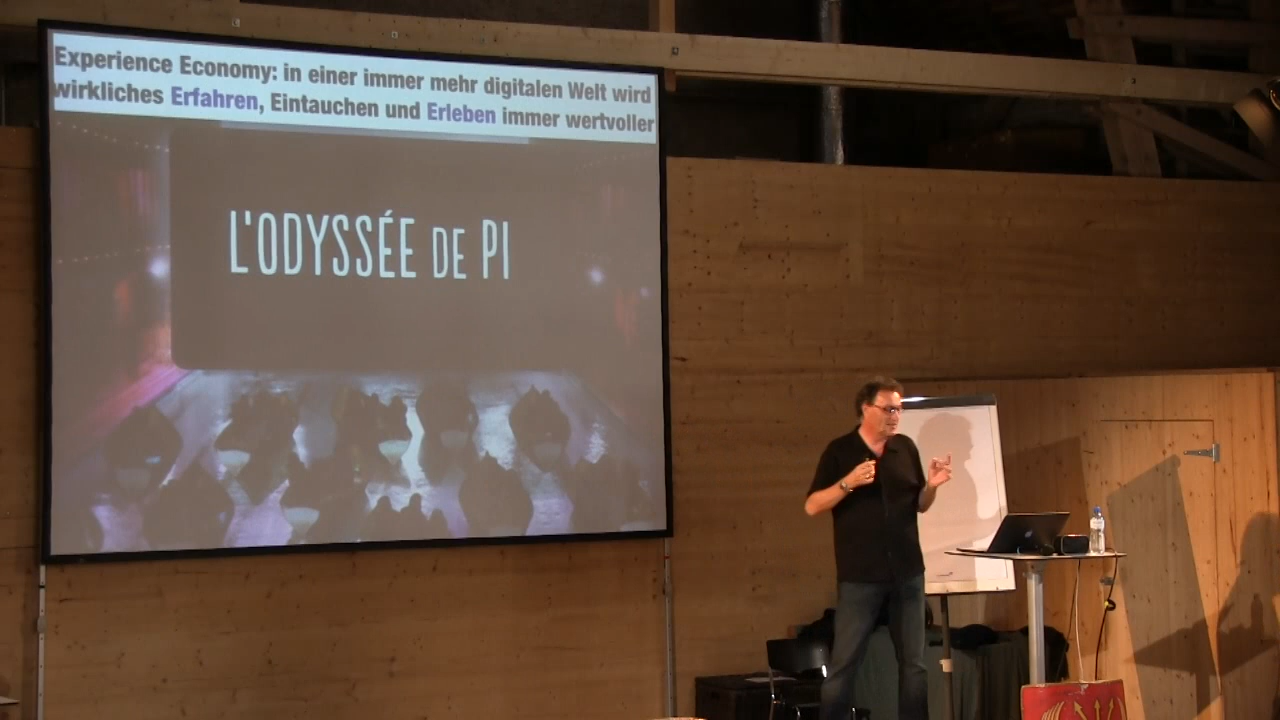 Experience Economy: in einer immer mehr digitalen Welt wird
wirkliches Erfahren, Eintauchen und Erleben immer wertvoller
L'ODYSSÉE DE PI